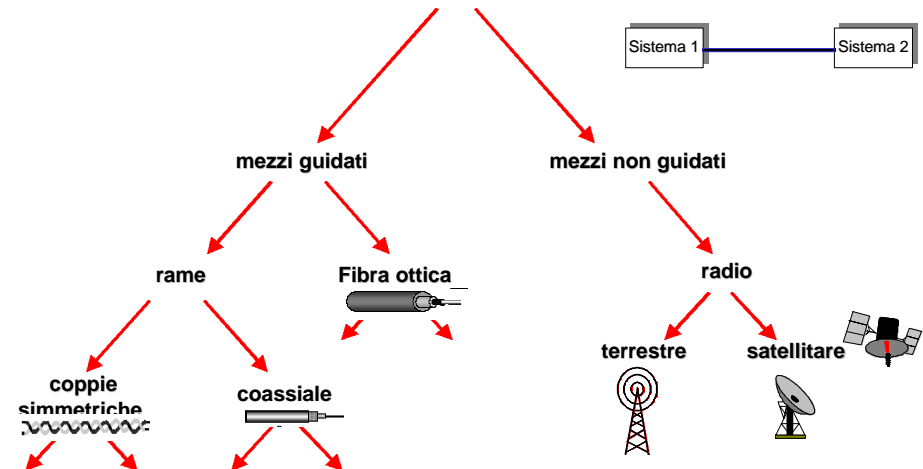 Sistema 1
Sistema 2
mezzi guidati
mezzi non guidati
rame
Fibra ottica
radio
terrestre
satellitare
coppie
simmetriche
coassiale